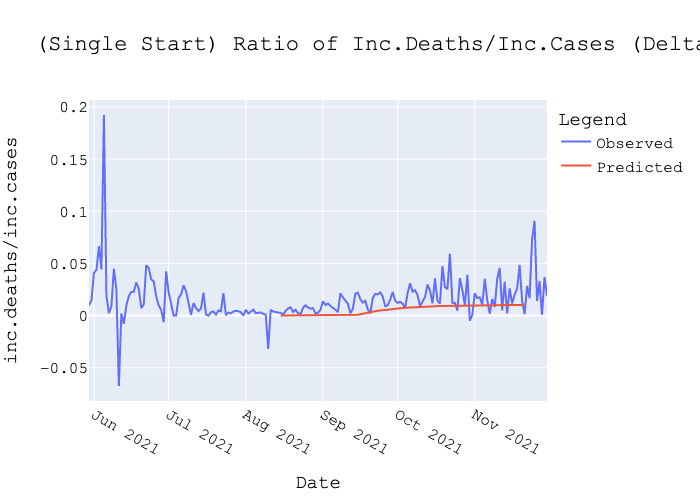 (Single Start) Ratio of Inc.Deaths/Inc.Cases (Delta
Legend
Observed
Predicted
inc.deaths/inc.cases
0.2
0.15
0.1
0.05
0
−0.05
Jun 2021
Jul 2021
Aug 2021
Sep 2021
Oct 2021
Nov 2021
Date